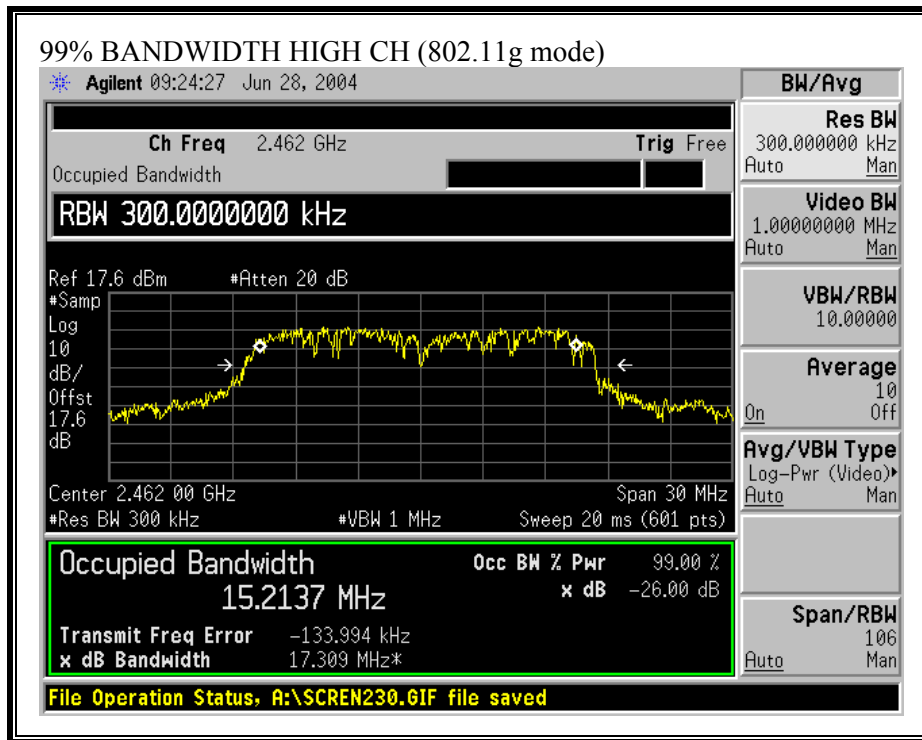 99% BANDWIDTH HIGH CH (802.11g mode)
Agilent 09:24:27 Jun 28, 2004
BW/Avg
Ch Freq 2.462 GHz Trig Free
Occupied Bandwidth
RBW 300.0000000 kHz
Ref 17.6 dBm #Atten 20 dB
#Samp
Log
10
dB/
Offst
17.6
dB
Center 2.462 00 GHz Span 30 MHz
#Res BW 300 kHz #VBW 1 MHz Sweep 20 ms (601 pts)
Occupied Bandwidth Occ BW % Pwr 99.00 %
15.2137 MHz x dB -26.00 dB
Transmit Freq Error -133.994 kHz
x dB Bandwidth 17.309 MHz*
Res BW
300.000000 kHz
Auto Man
Video BW
1.00000000 MHz
Auto Man
VBW/RBW
10.00000
Average
10
On Off
Avg/VBW Type
Log-Pwr (Video)▸
Auto Man
Span/RBW
106
Auto Man
File Operation Status, A:\SCREN230.GIF file saved